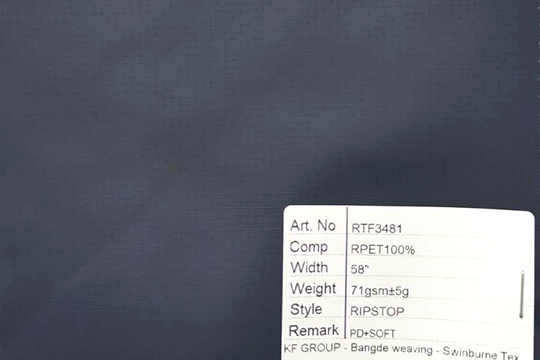 Art. No RTF3481
Comp RPET100%
Width 58"
Weight 71gsm±5g
Style RIPSTOP
Remark PD+SOFT
KF GROUP - Bangde weaving - Swinburne Tex